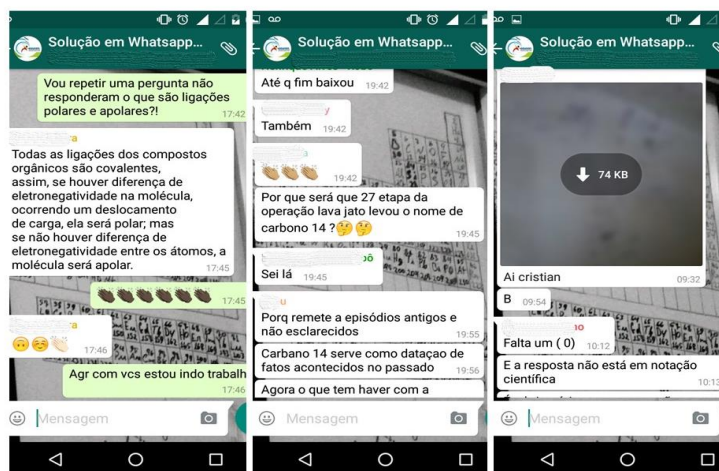 Solução em Whatsapp...
Vou repetir uma pergunta não
responderam o que são ligações
polares e apolares?!
17:42
Todas as ligações dos compostos
orgânicos são covalentes,
assim, se houver diferença de
eletronegatividade na molécula,
ocorrendo um deslocamento
de carga, ela será polar; mas
se não houver diferença de
eletronegatividade entre os átomos, a
molécula será apolar.
17:45
17:45
17:46
Agr com vcs estou indo trabalh
17:46
Mensagem
Solução em Whatsapp...
Até q fim baixou 19:42
Também 19:42
19:42
Por que será que 27 etapa da
operação lava jato levou o nome de
carbono 14 ?
19:45
Sei lá 19:45
Porq remete a episódios antigos e
não esclarecidos
19:55
Carbano 14 serve como dataçao de
fatos acontecidos no passado 19:56
Agora o que tem haver com a
Mensagem
Solução em Whatsapp...
74 KB
Ai cristian 09:32
B 09:54
Falta um ( 0) 10:12
E a resposta não está em notação
científica
10:13
Mensagem